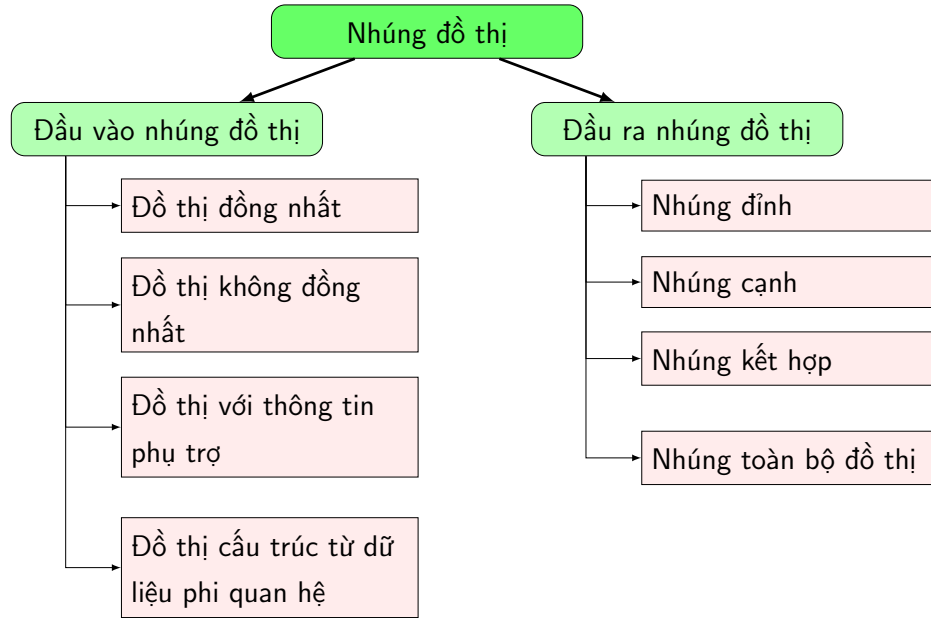 Nhúng đồ thị
Đầu vào nhúng đồ thị
Đồ thị đồng nhất
Đồ thị không đồng
nhất
Đồ thị với thông tin
phụ trợ
Đồ thị cấu trúc từ dữ
liệu phi quan hệ
Đầu ra nhúng đồ thị
Nhúng đỉnh
Nhúng cạnh
Nhúng kết hợp
Nhúng toàn bộ đồ thị